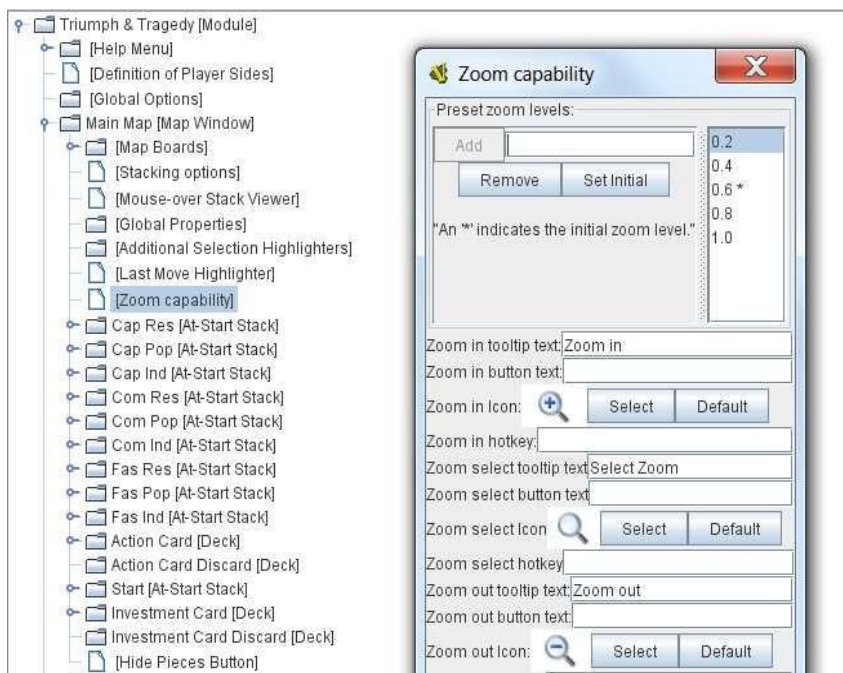 Triumph & Tragedy [Module]
[Help Menu]
[Definition of Player Sides]
[Global Options]
Main Map [Map Window]
[Map Boards]
[Stacking options]
[Mouse-over Stack Viewer]
[Global Properties]
[Additional Selection Highlighters]
[Last Move Highlighter]
[Zoom capability]
Cap Res [At-Start Stack]
Cap Pop [At-Start Stack]
Cap Ind [At-Start Stack]
Com Res [At-Start Stack]
Com Pop [At-Start Stack]
Com Ind [At-Start Stack]
Fas Res [At-Start Stack]
Fas Pop [At-Start Stack]
Fas Ind [At-Start Stack]
Action Card [Deck]
Action Card Discard [Deck]
Start [At-Start Stack]
Investment Card [Deck]
Investment Card Discard [Deck]
[Hide Pieces Button]
Zoom capability
Preset zoom levels:
Add
Remove Set Initial
"An '*' indicates the initial zoom level."
0.2
0.4
0.6 *
0.8
1.0
Zoom in tooltip text: Zoom in
Zoom in button text:
Zoom in Icon: Select Default
Zoom in hotkey:
Zoom select tooltip text Select Zoom
Zoom select button text
Zoom select Icon Select Default
Zoom select hotkey
Zoom out tooltip text: Zoom out
Zoom out button text:
Zoom out Icon: Select Default